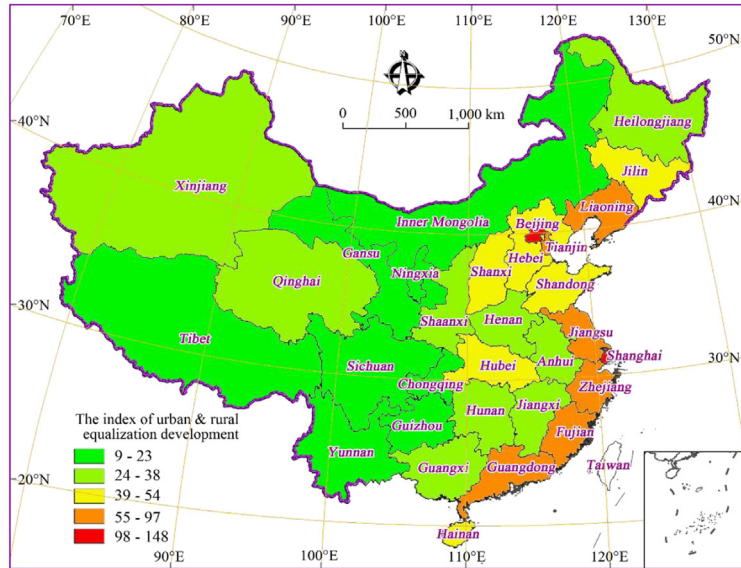 70°E 80°E 90°E 100°E 110°E 120°E 130°E
50°N
40°N
0 500 1,000 km
Heilongjiang
Jilin
Xinjiang
40°N
Liaoning
Inner Mongolia
Beijing
Tianjin
Gansu
Hebei
Ningxia
Shanxi
Qinghai
Shandong
30°N
Shaanxi
Henan
Jiangsu
Tibet
Shanghai
30°N
Sichuan
Hubei
Anhui
Chongqing
Zhejiang
Hunan
Jiangxi
The index of urban & rural
equalization development
Guizhou
9 - 23
Fujian
24 - 38
Yunnan
Guangxi
Guangdong
Taiwan
39 - 54
20°N
20°N
55 - 97
98 - 148
Hainan
90°E 100°E 110°E 120°E